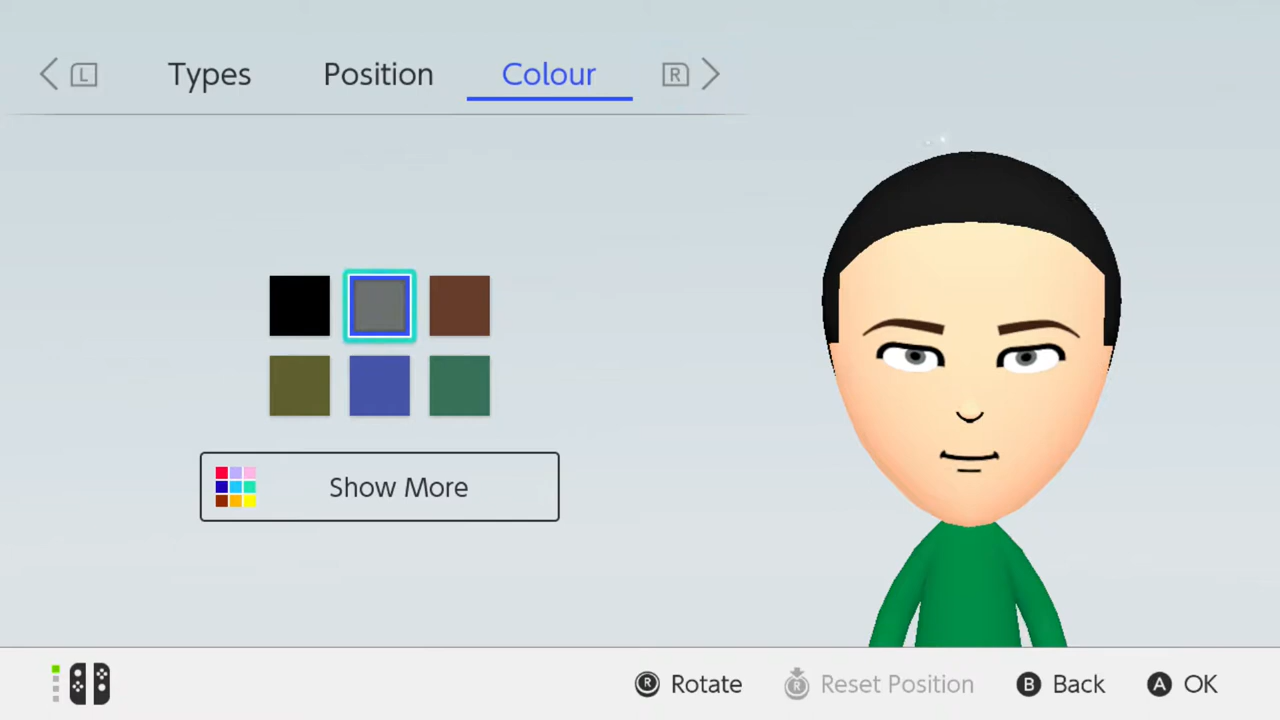 L Types Position Colour R
Show More
R Rotate R Reset Position B Back A OK